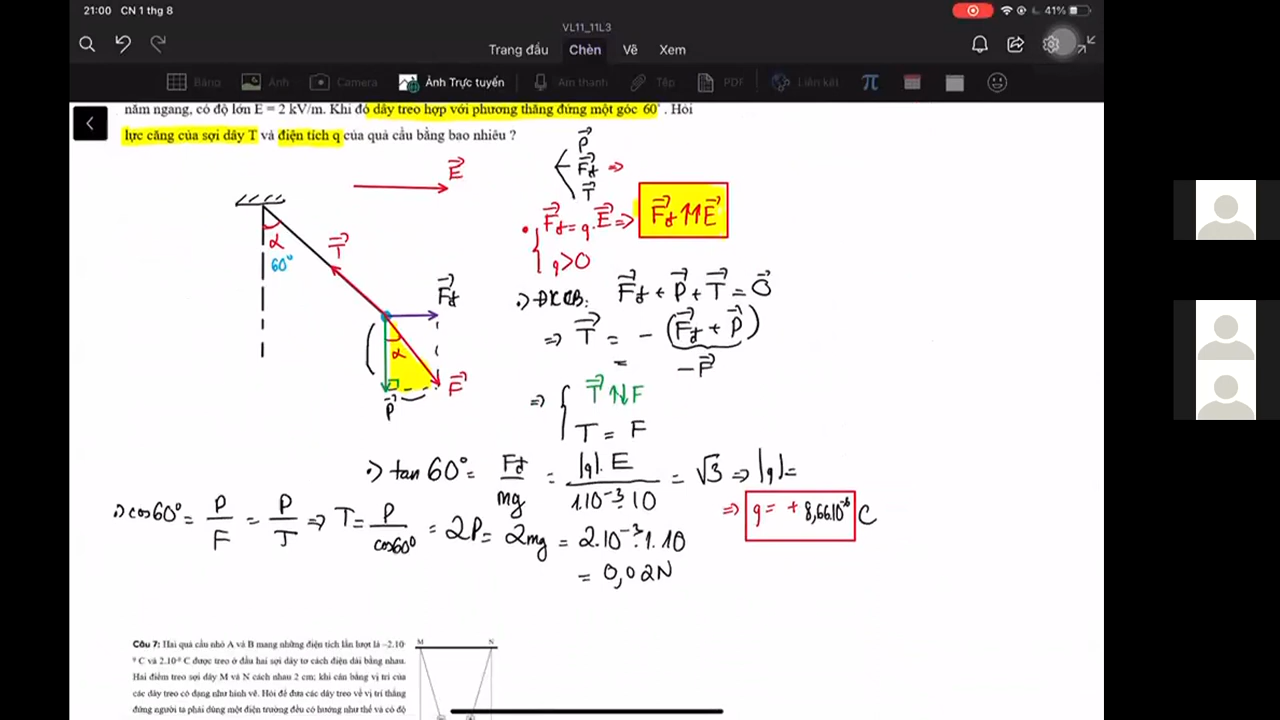 21:00 CN 1 thg 8
41%
VL11_11L3
Trang đầu Chèn Vẽ Xem
Bảng Ảnh Camera Ảnh Trực tuyến Âm thanh Tệp PDF Liên kết π
nằm ngang, có độ lớn E = 2 kV/m. Khi đó dây treo hợp với phương thẳng đứng một góc 60°. Hỏi
lực căng của sợi dây T và điện tích q của quả cầu bằng bao nhiêu ?
E
P
Fđ ⇒
T
α
60°
T
Fđ
α
P
F
Fđ = q.E ⇒ Fđ ⇈ E
q>0
ĐKCB: Fđ + P + T = 0
⇒ T = - (Fđ + P)
= -F
⇒ T ⇅ F
T = F
tan 60° = Fđ/mg = |q|.E/1.10⁻³.10 = √3 ⇒ |q| =
⇒ q = + 8,66.10⁻⁶ C
cos60° = P/F = P/T ⇒ T = P/cos60° = 2P = 2mg = 2.10⁻³.1.10
= 0,02N
Câu 7: Hai quả cầu nhỏ A và B mang những điện tích lần lượt là –2.10⁻
⁹ C và 2.10⁻⁹ C được treo ở đầu hai sợi dây tơ cách điện dài bằng nhau.
Hai điểm treo sợi dây M và N cách nhau 2 cm; khi cân bằng vị trí của
các dây treo có dạng như hình vẽ. Hỏi để đưa các dây treo về vị trí thẳng
đứng người ta phải dùng một điện trường đều có hướng như thế và có độ
M N